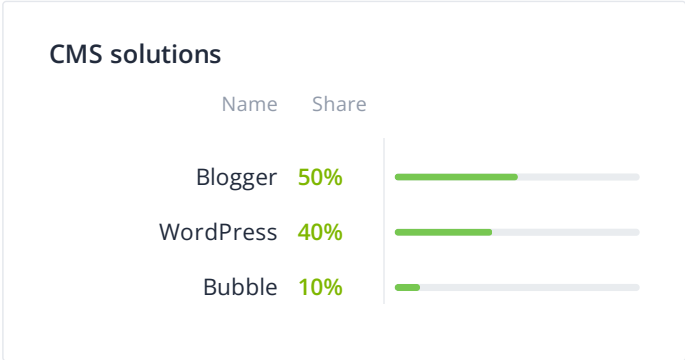 CMS solutions
Name Share
Blogger 50%
WordPress 40%
Bubble 10%